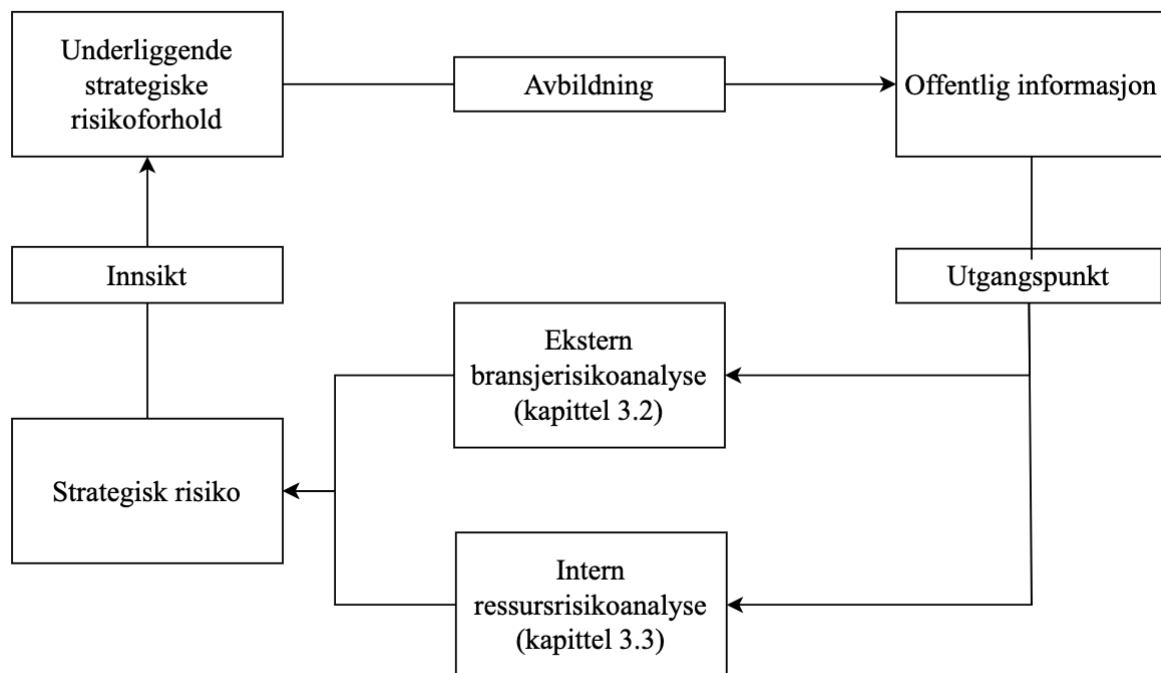 Underliggende
strategiske
risikoforhold
Avbildning
Offentlig informasjon
Innsikt
Utgangspunkt
Ekstern
bransjerisikoanalyse
(kapittel 3.2)
Strategisk risiko
Intern
ressursrisikoanalyse
(kapittel 3.3)